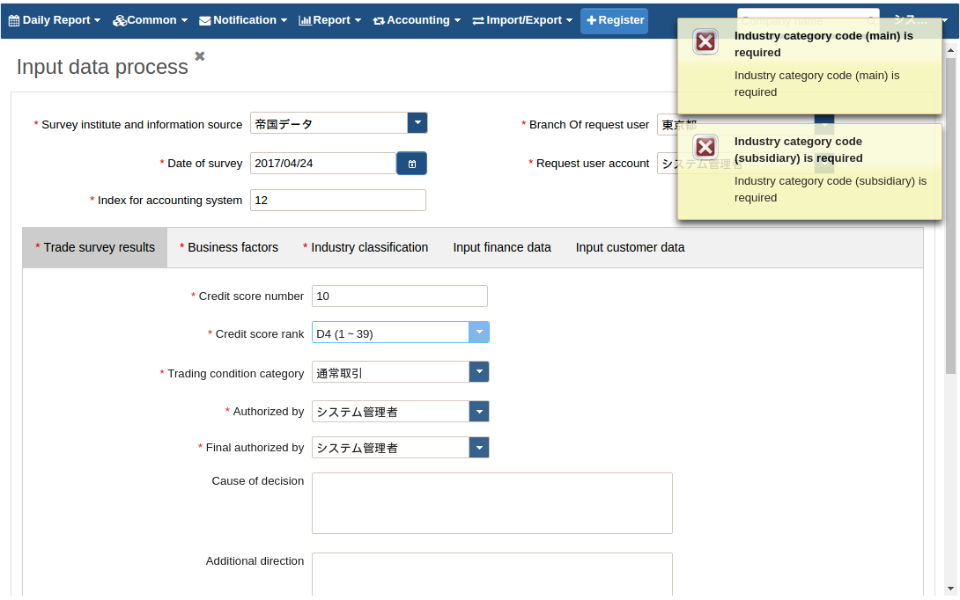 Daily Report Common Notification Report Accounting Import/Export + Register Company name シス...
Input data process
* Survey institute and information source 帝国データ
* Branch Of request user 東京都
* Date of survey 2017/04/24
* Request user account システム管理者
* Index for accounting system 12
Industry category code (main) is
required
Industry category code (main) is
required
Industry category code
(subsidiary) is required
Industry category code (subsidiary) is
required
* Trade survey results * Business factors * Industry classification Input finance data Input customer data
* Credit score number 10
* Credit score rank D4 (1 ~ 39)
* Trading condition category 通常取引
* Authorized by システム管理者
* Final authorized by システム管理者
Cause of decision
Additional direction